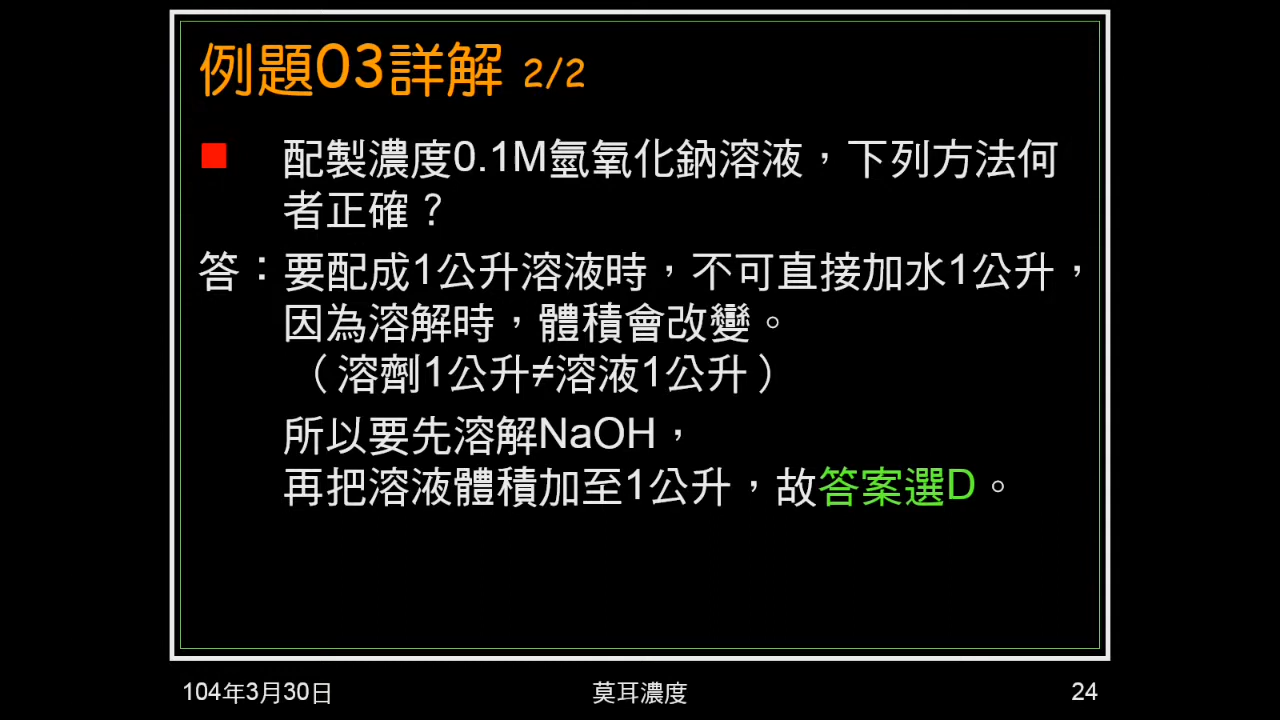 例題03詳解 2/2
配製濃度0.1M氫氧化鈉溶液，下列方法何
者正確？
答：要配成1公升溶液時，不可直接加水1公升，
因為溶解時，體積會改變。
（溶劑1公升≠溶液1公升）
所以要先溶解NaOH，
再把溶液體積加至1公升，故答案選D。
104年3月30日
莫耳濃度
24